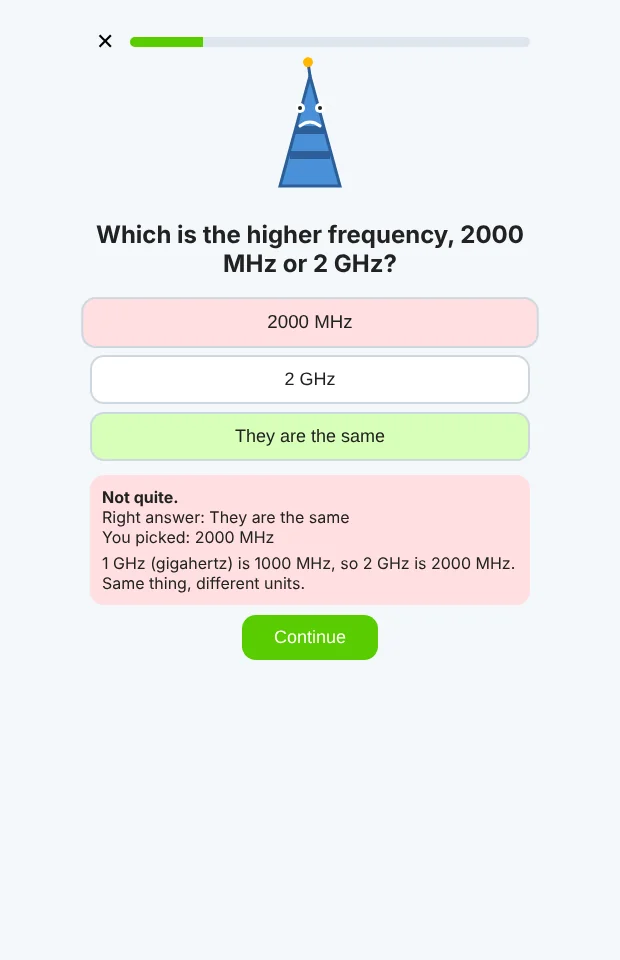 ✕
Which is the higher frequency, 2000
MHz or 2 GHz?
2000 MHz
2 GHz
They are the same
Not quite.
Right answer: They are the same
You picked: 2000 MHz
1 GHz (gigahertz) is 1000 MHz, so 2 GHz is 2000 MHz.
Same thing, different units.
Continue